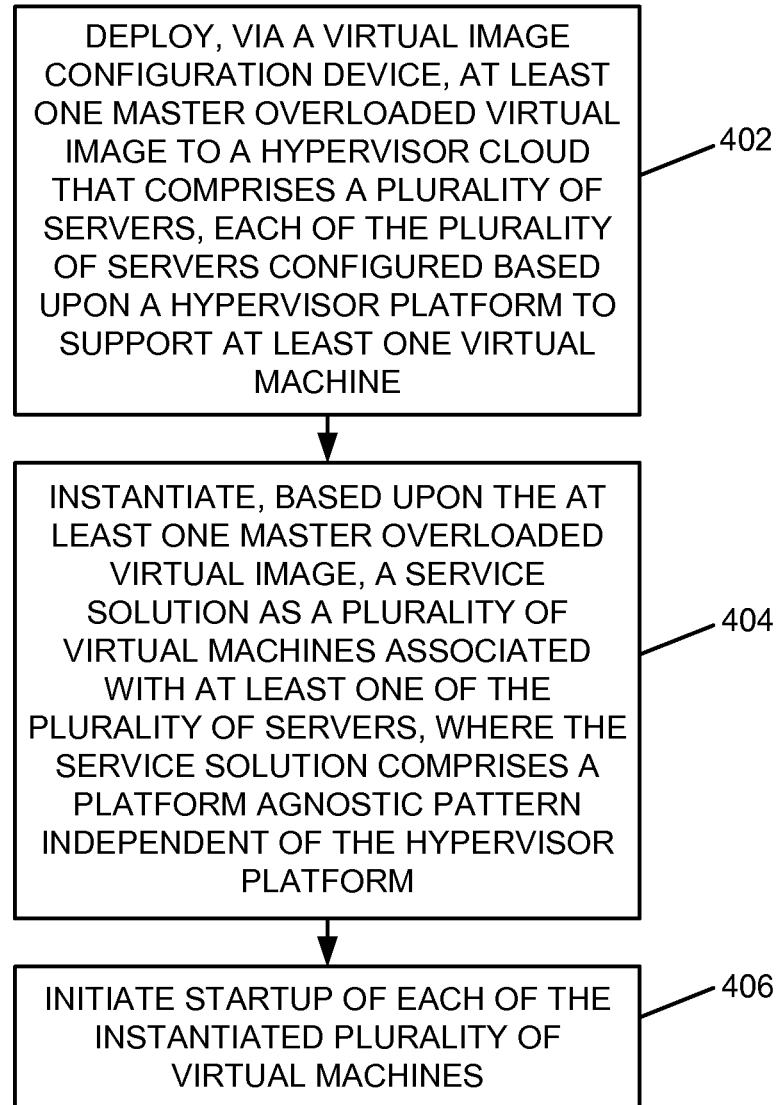 DEPLOY, VIA A VIRTUAL IMAGE
CONFIGURATION DEVICE, AT LEAST
ONE MASTER OVERLOADED VIRTUAL
IMAGE TO A HYPERVISOR CLOUD
THAT COMPRISES A PLURALITY OF
SERVERS, EACH OF THE PLURALITY
OF SERVERS CONFIGURED BASED
UPON A HYPERVISOR PLATFORM TO
SUPPORT AT LEAST ONE VIRTUAL
MACHINE
402
INSTANTIATE, BASED UPON THE AT
LEAST ONE MASTER OVERLOADED
VIRTUAL IMAGE, A SERVICE
SOLUTION AS A PLURALITY OF
VIRTUAL MACHINES ASSOCIATED
WITH AT LEAST ONE OF THE
PLURALITY OF SERVERS, WHERE THE
SERVICE SOLUTION COMPRISES A
PLATFORM AGNOSTIC PATTERN
INDEPENDENT OF THE HYPERVISOR
PLATFORM
404
INITIATE STARTUP OF EACH OF THE
INSTANTIATED PLURALITY OF
VIRTUAL MACHINES
406